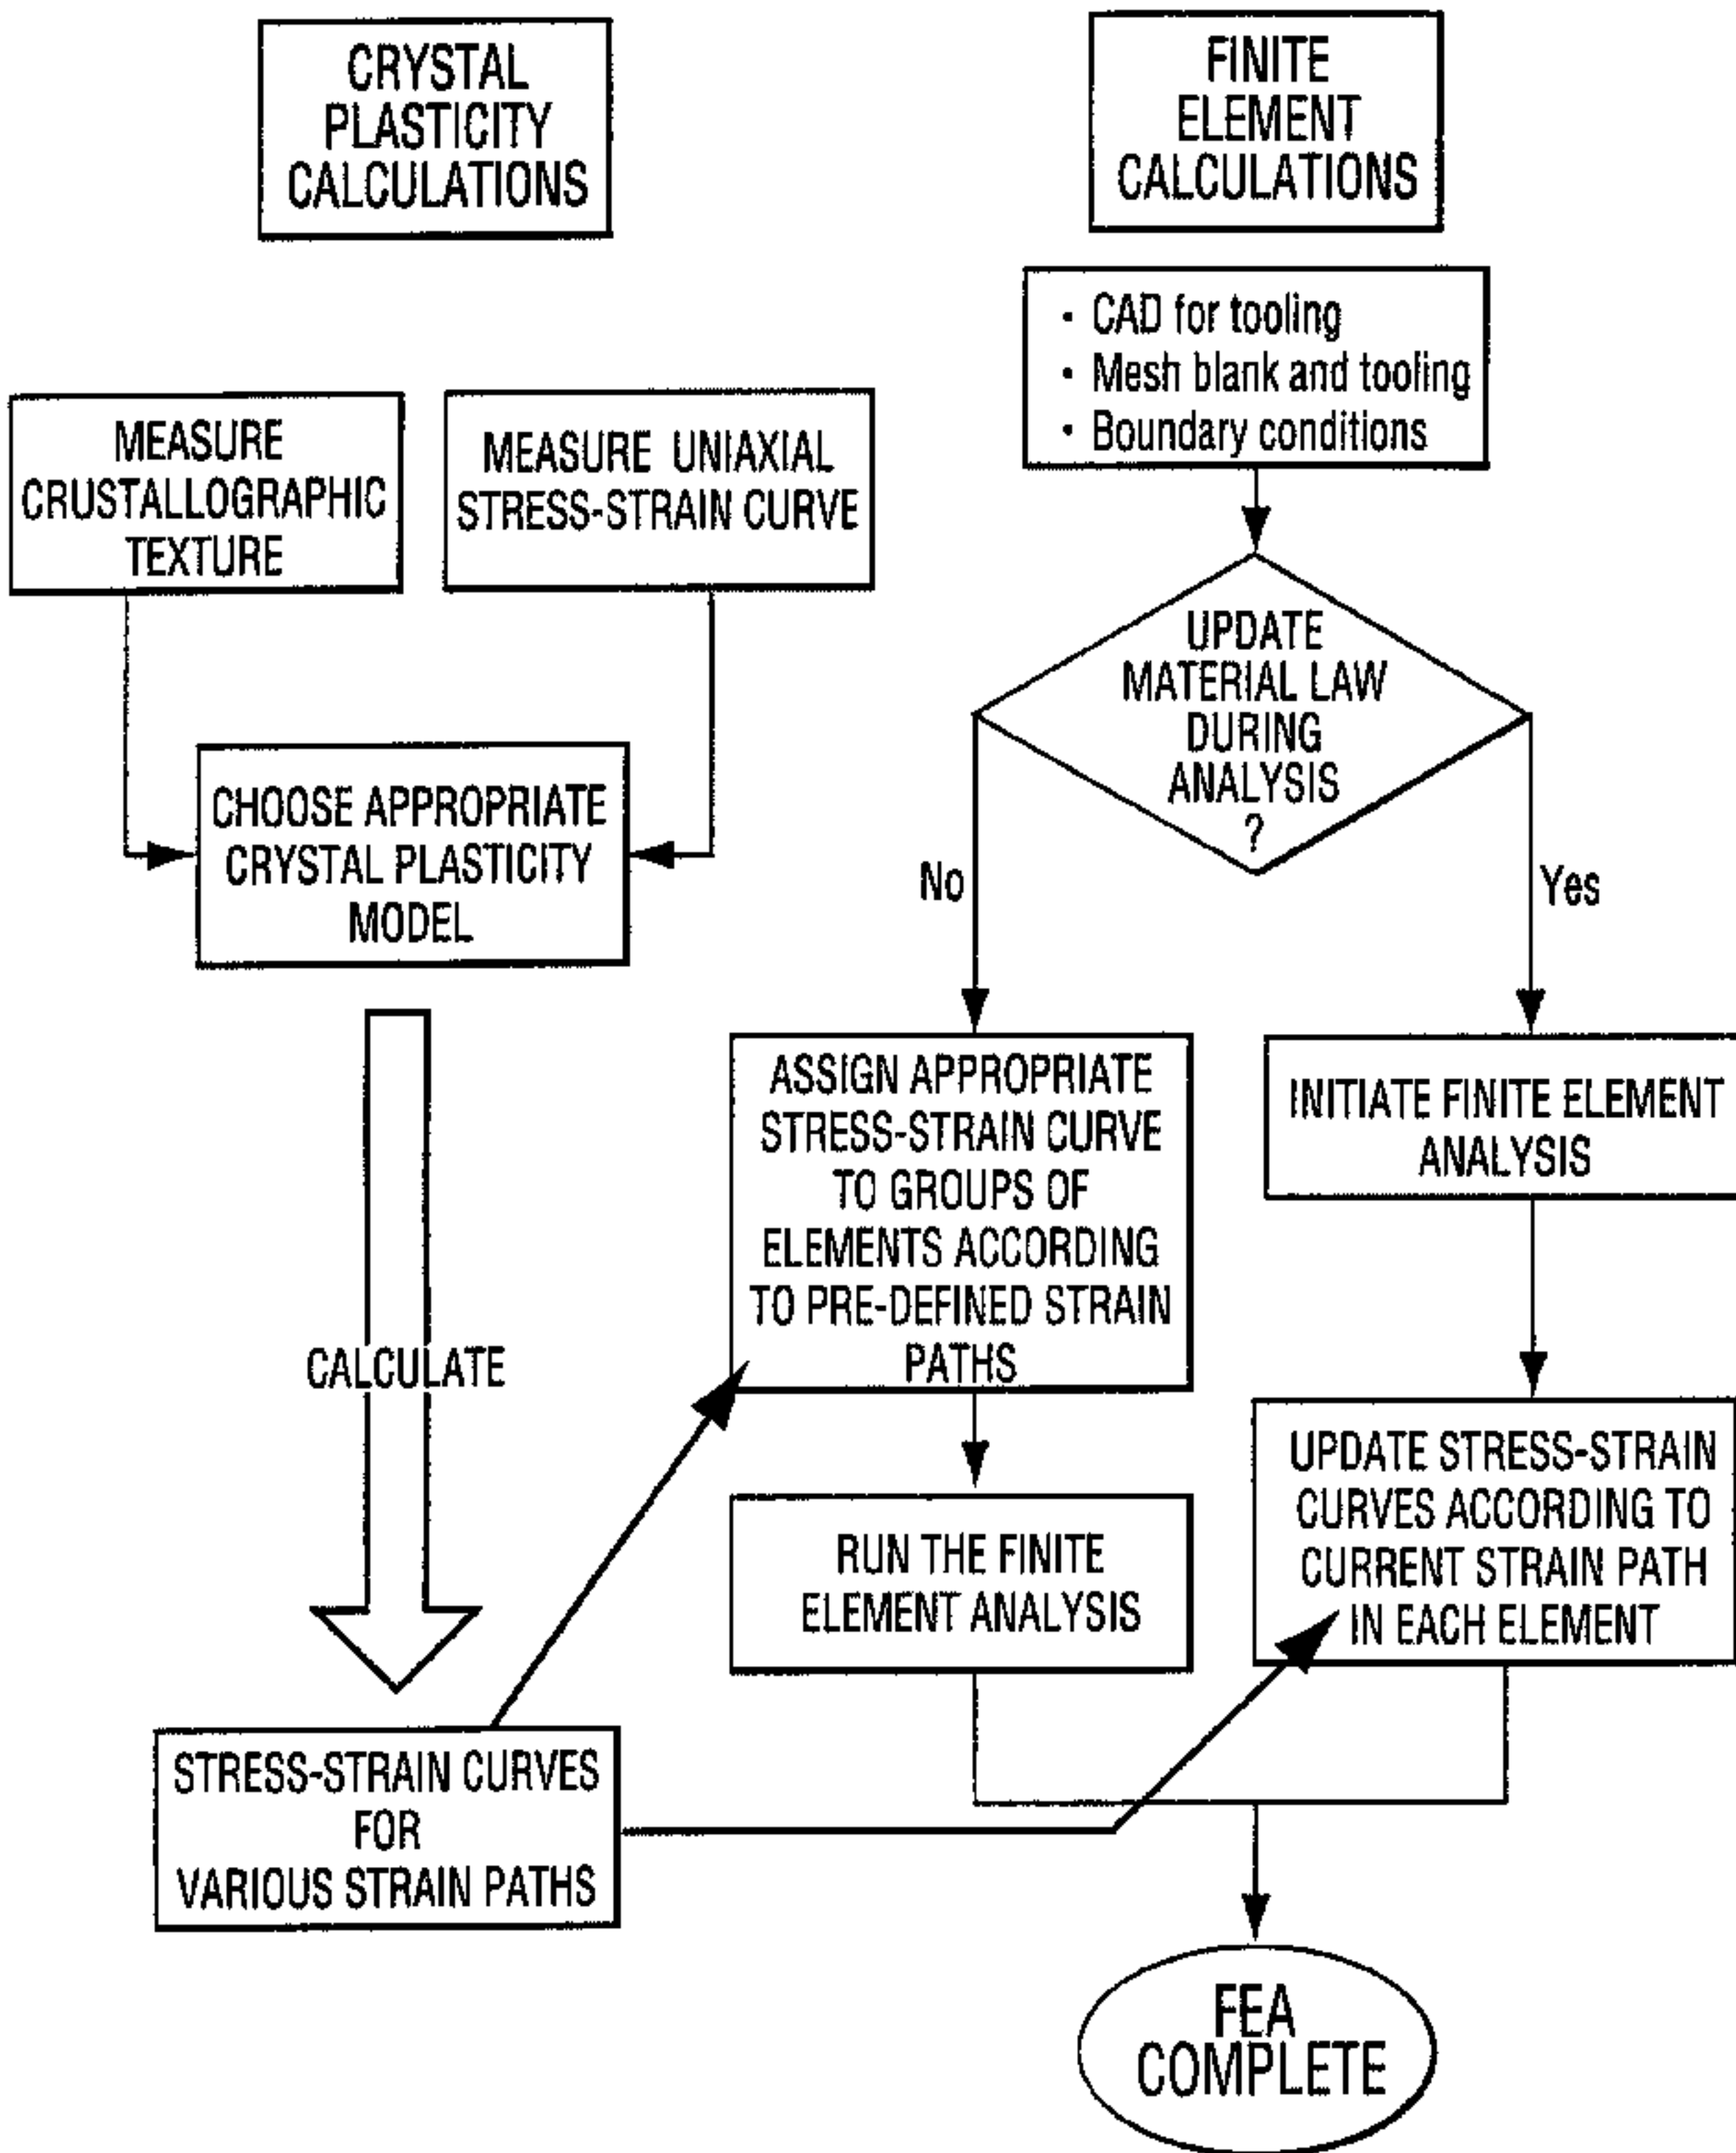 CRYSTAL
PLASTICITY
CALCULATIONS
FINITE
ELEMENT
CALCULATIONS
• CAD for tooling
• Mesh blank and tooling
• Boundary conditions
MEASURE
CRUSTALLOGRAPHIC
TEXTURE
MEASURE UNIAXIAL
STRESS-STRAIN CURVE
UPDATE
MATERIAL LAW
DURING
ANALYSIS
?
CHOOSE APPROPRIATE
CRYSTAL PLASTICITY
MODEL
No
Yes
ASSIGN APPROPRIATE
STRESS-STRAIN CURVE
TO GROUPS OF
ELEMENTS ACCORDING
TO PRE-DEFINED STRAIN
PATHS
INITIATE FINITE ELEMENT
ANALYSIS
CALCULATE
UPDATE STRESS-STRAIN
CURVES ACCORDING TO
CURRENT STRAIN PATH
IN EACH ELEMENT
RUN THE FINITE
ELEMENT ANALYSIS
STRESS-STRAIN CURVES
FOR
VARIOUS STRAIN PATHS
FEA
COMPLETE